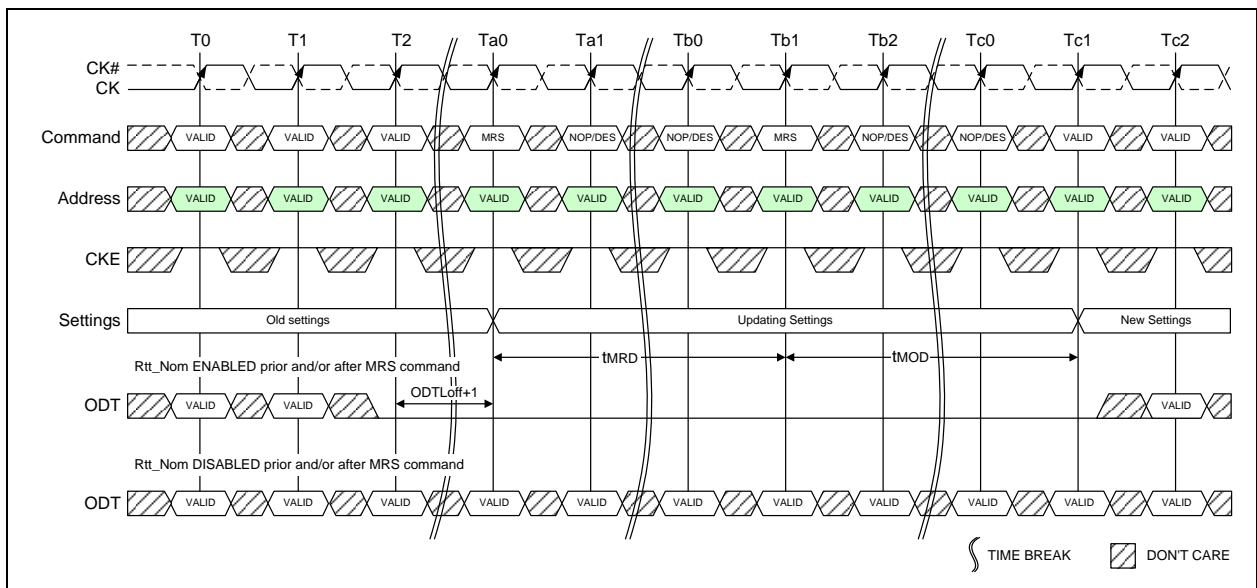 T0 T1 T2 Ta0 Ta1 Tb0 Tb1 Tb2 Tc0 Tc1 Tc2
CK#
CK
Command VALID VALID VALID MRS NOP/DES NOP/DES MRS NOP/DES NOP/DES VALID VALID
Address VALID VALID VALID VALID VALID VALID VALID VALID VALID VALID VALID
CKE
Settings Old settings Updating Settings New Settings
tMRD tMOD
Rtt_Nom ENABLED prior and/or after MRS command
ODTLoff+1
ODT VALID VALID VALID
Rtt_Nom DISABLED prior and/or after MRS command
ODT VALID VALID VALID VALID VALID VALID VALID VALID VALID VALID VALID
TIME BREAK DON'T CARE